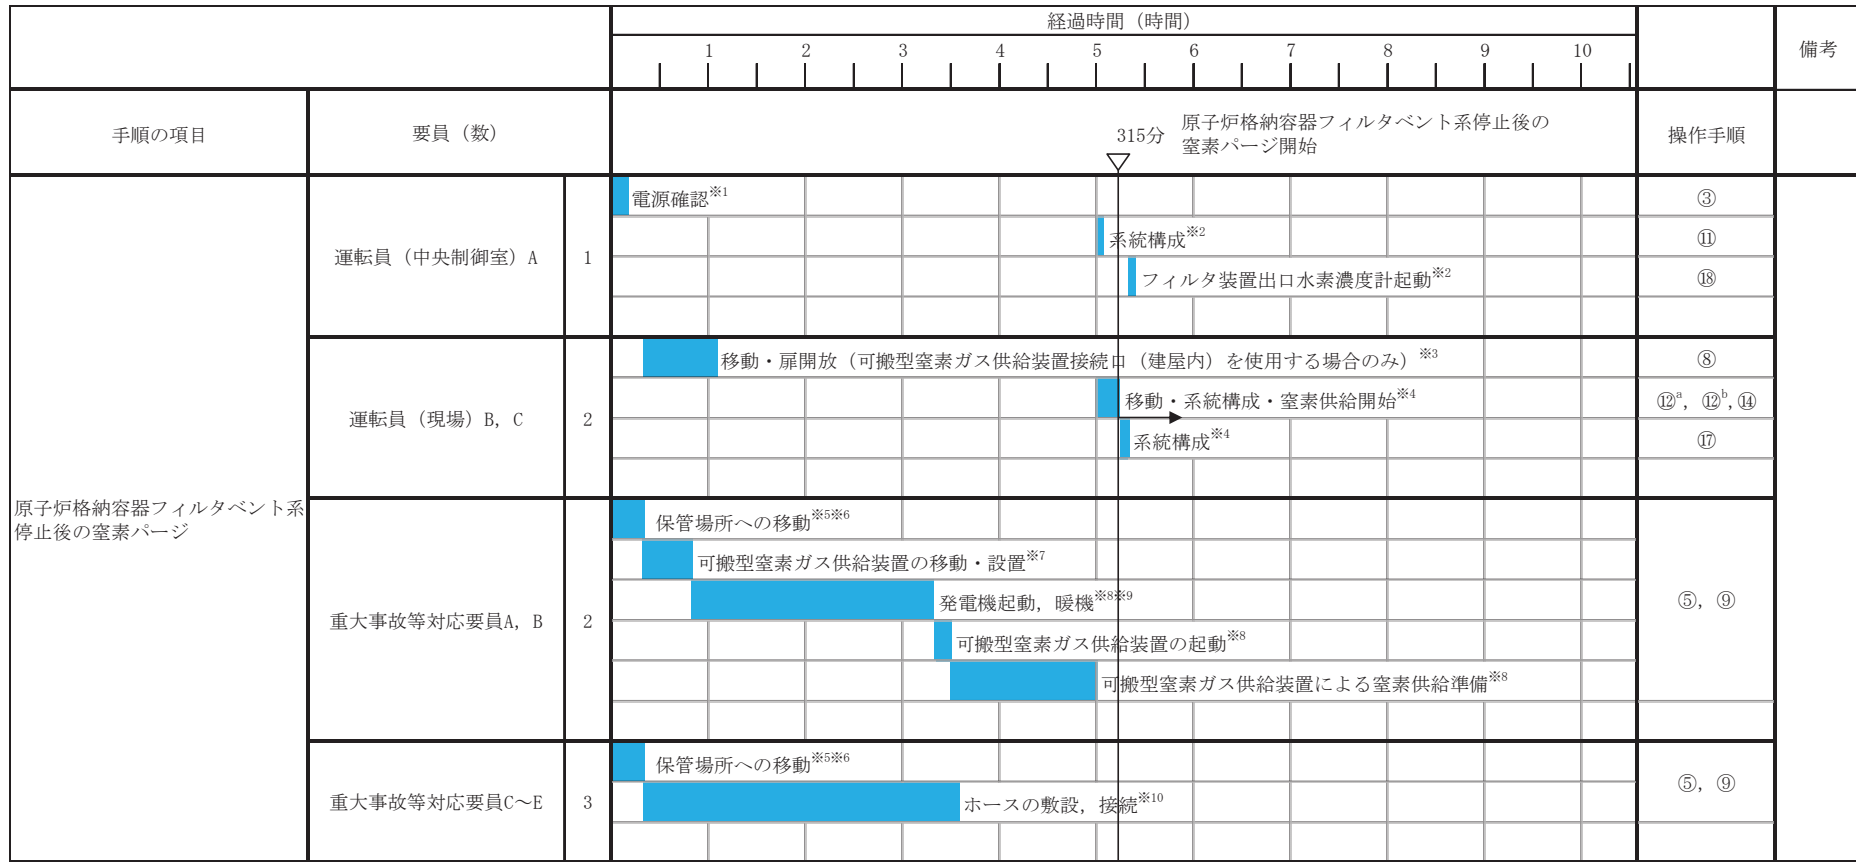 経過時間（時間）
備考
1 2 3 4 5 6 7 8 9 10
手順の項目
要員（数）
315分
原子炉格納容器フィルタベント系停止後の
窒素パージ開始
操作手順
原子炉格納容器フィルタベント系
停止後の窒素パージ
運転員（中央制御室）A
1
電源確認※1
③
系統構成※2
⑪
フィルタ装置出口水素濃度計起動※2
⑱
運転員（現場）B, C
2
移動・扉開放（可搬型窒素ガス供給装置接続口（建屋内）を使用する場合のみ）※3
⑧
移動・系統構成・窒素供給開始※4
⑫a, ⑫b, ⑭
系統構成※4
⑰
重大事故等対応要員A, B
2
保管場所への移動※5※6
可搬型窒素ガス供給装置の移動・設置※7
発電機起動, 暖機※8※9
可搬型窒素ガス供給装置の起動※8
可搬型窒素ガス供給装置による窒素供給準備※8
⑤, ⑨
重大事故等対応要員C～E
3
保管場所への移動※5※6
ホースの敷設, 接続※10
⑤, ⑨